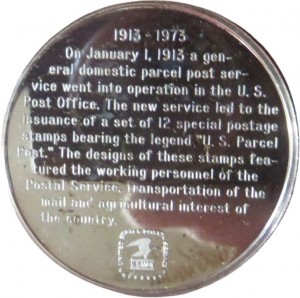 1913 - 1973
On January 1, 1913 a gen-
eral domestic parcel post ser-
vice went into operation in the U. S.
Post Office. The new service led to the
issuance of a set of 12 special postage
stamps bearing the legend "U. S. Parcel
Post." The designs of these stamps fea-
tured the working personnel of the
Postal Service, transportation of the
mail and agricultural interest of
the country.
U.S.MAIL